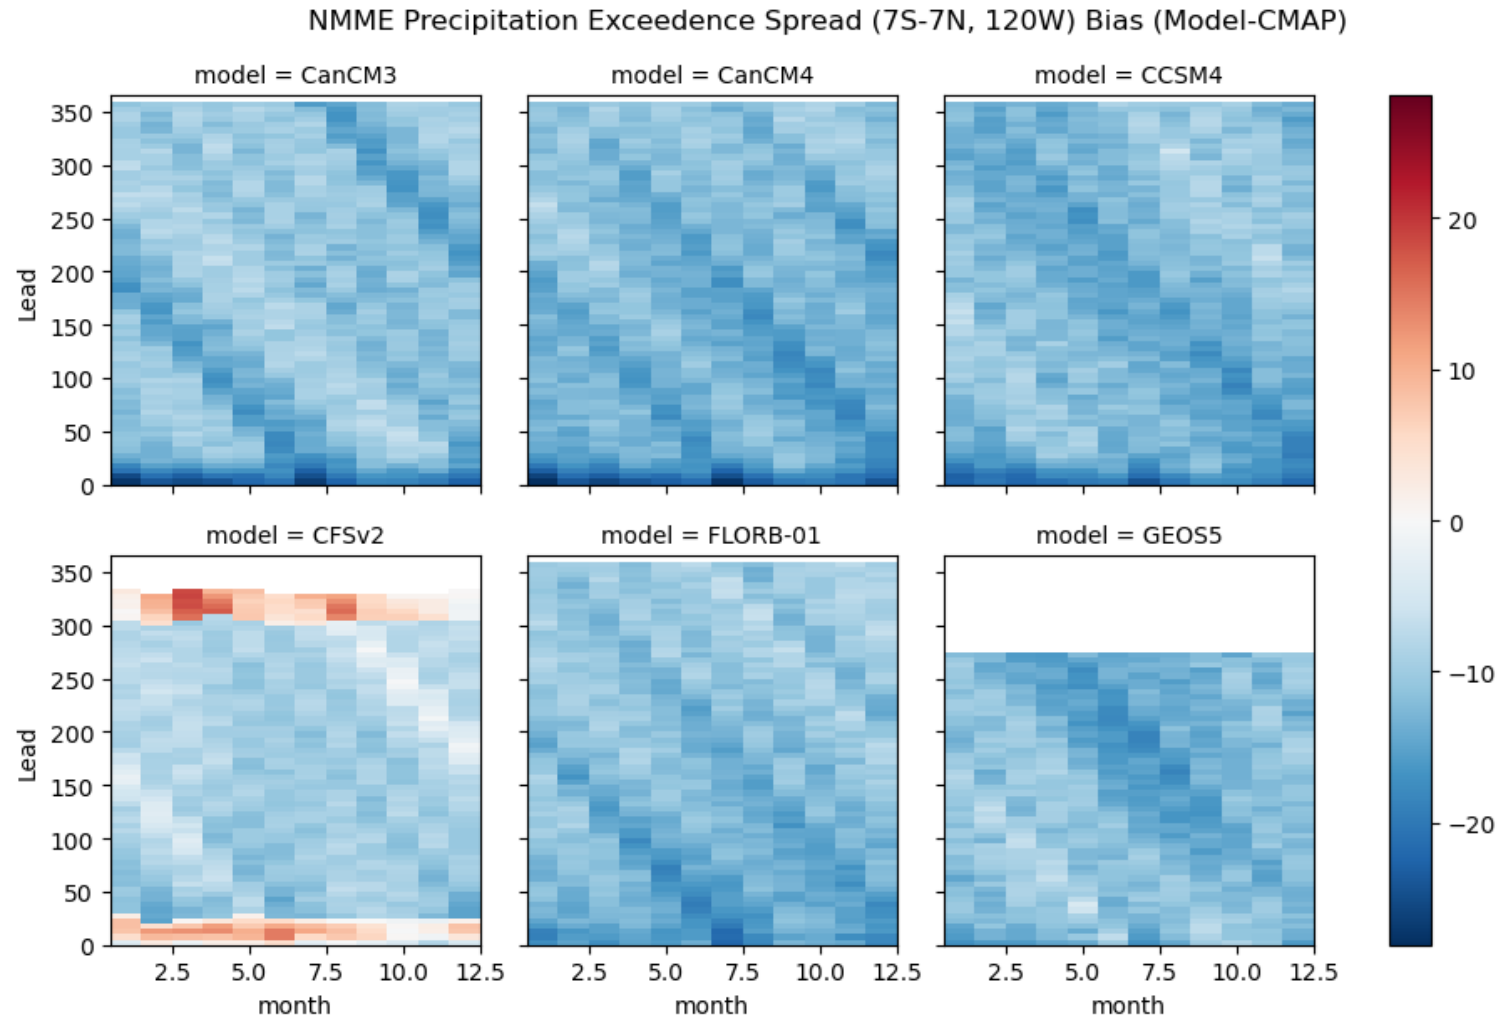 NMME Precipitation Exceedence Spread (7S-7N, 120W) Bias (Model-CMAP)
model = CanCM3
model = CanCM4
model = CCSM4
350
300
250
200
150
100
50
0
Lead
20
10
0
−10
−20
model = CFSv2
model = FLORB-01
model = GEOS5
350
300
250
200
150
100
50
0
Lead
2.5 5.0 7.5 10.0 12.5
2.5 5.0 7.5 10.0 12.5
2.5 5.0 7.5 10.0 12.5
month
month
month